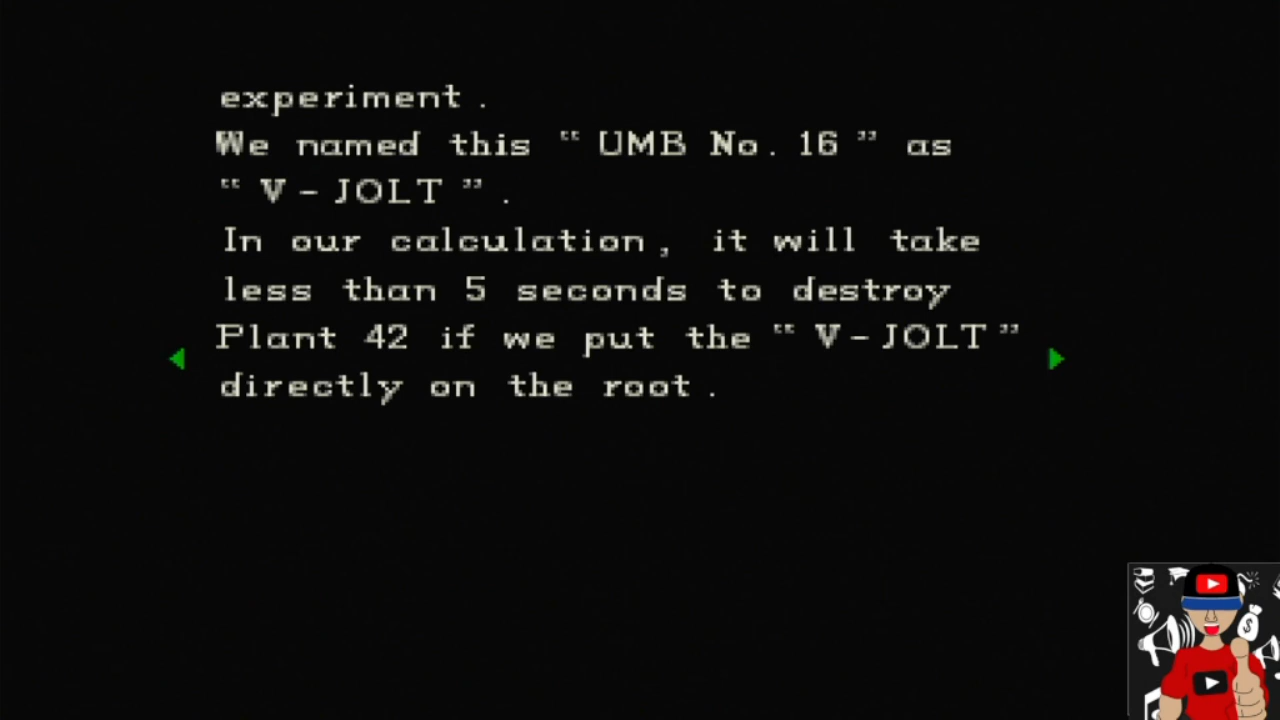 experiment.
We named this “UMB No. 16” as
“V-JOLT”.
In our calculation, it will take
less than 5 seconds to destroy
Plant 42 if we put the “V-JOLT”
directly on the root.
$